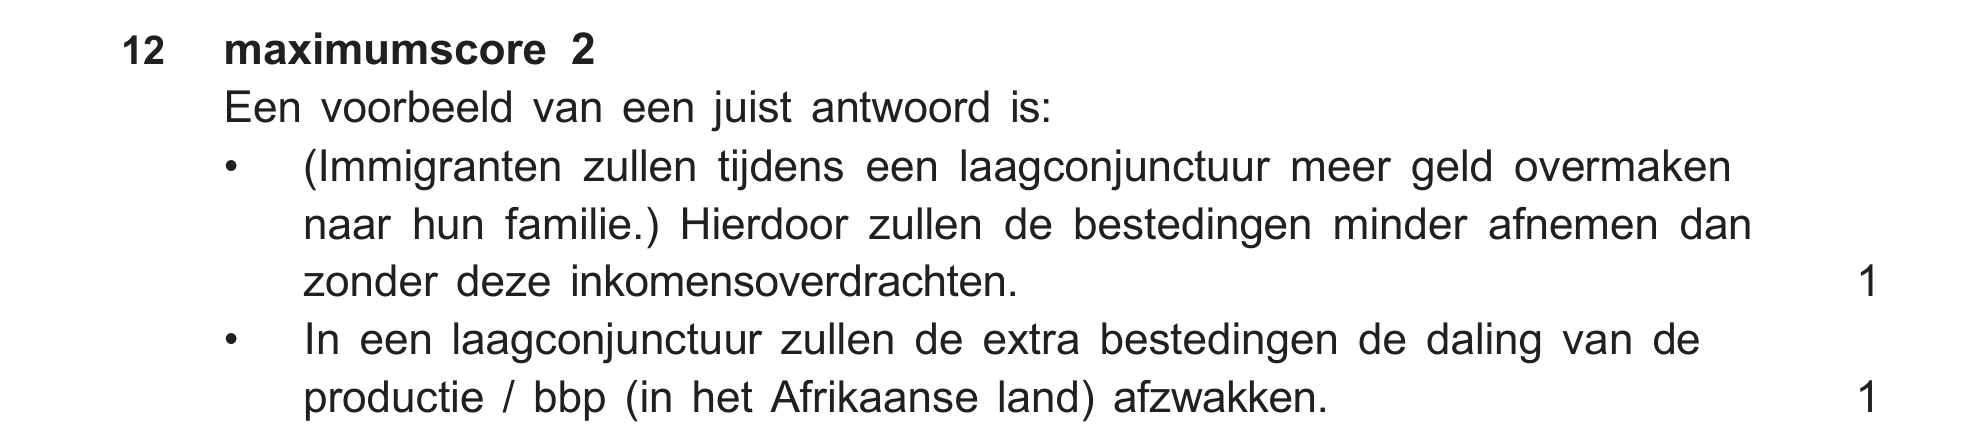 12 maximumscore 2
Een voorbeeld van een juist antwoord is:
• (Immigranten zullen tijdens een laagconjunctuur meer geld overmaken
naar hun familie.) Hierdoor zullen de bestedingen minder afnemen dan
zonder deze inkomensoverdrachten. 1
• In een laagconjunctuur zullen de extra bestedingen de daling van de
productie / bbp (in het Afrikaanse land) afzwakken. 1